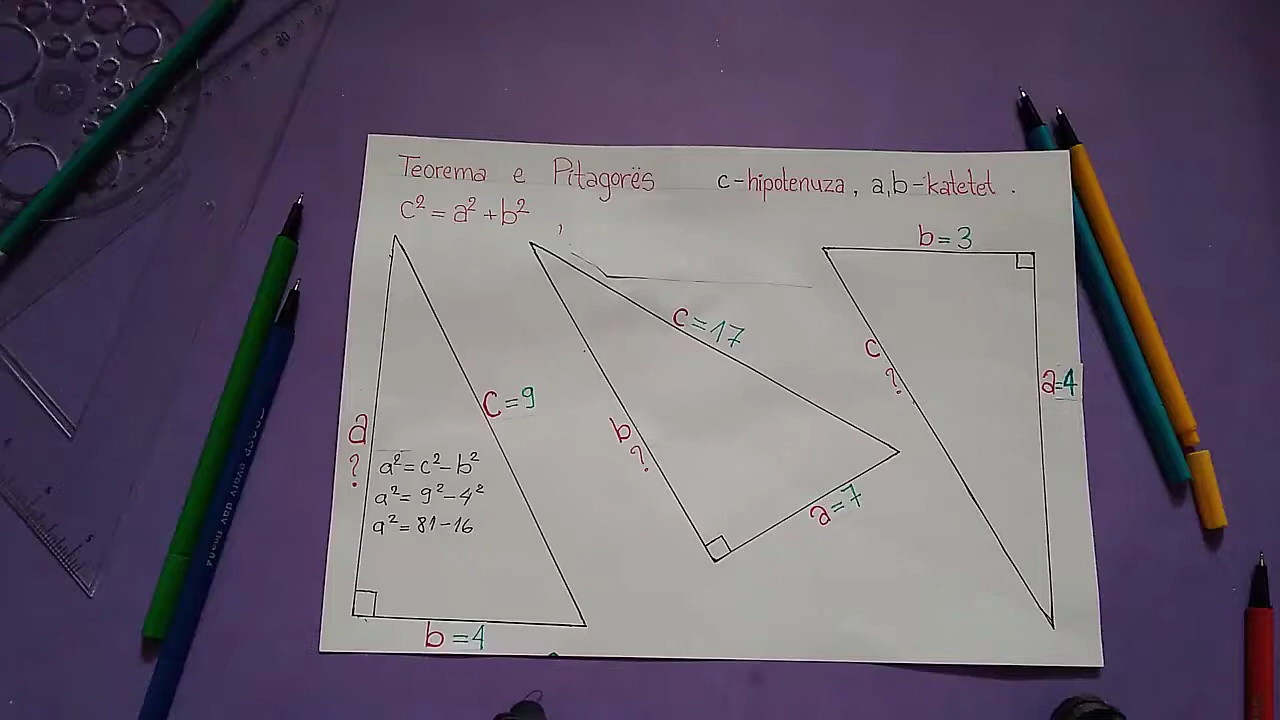 Teorema e Pitagorës c-hipotenuza, a,b-katetet.
c² = a² + b²
b = 3
c = 17
c
?
a=4
c = 9
a
?
b
?
a² = c² - b²
a² = 9² - 4²
a² = 81 - 16
a = 7
b = 4
20